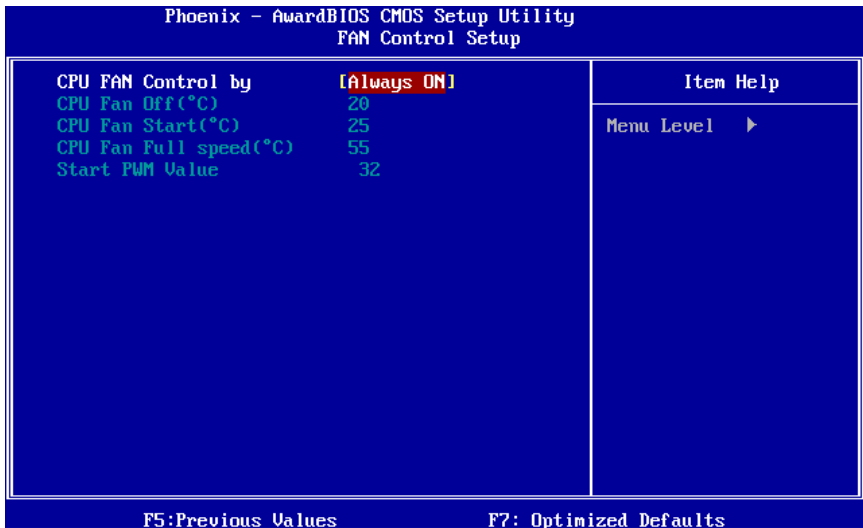 Phoenix - AwardBIOS CMOS Setup Utility
FAN Control Setup
CPU FAN Control by [Always ON]
CPU Fan Off(°C) 20
CPU Fan Start(°C) 25
CPU Fan Full speed(°C) 55
Start PWM Value 32
Item Help
Menu Level ▶
F5:Previous Values F7: Optimized Defaults